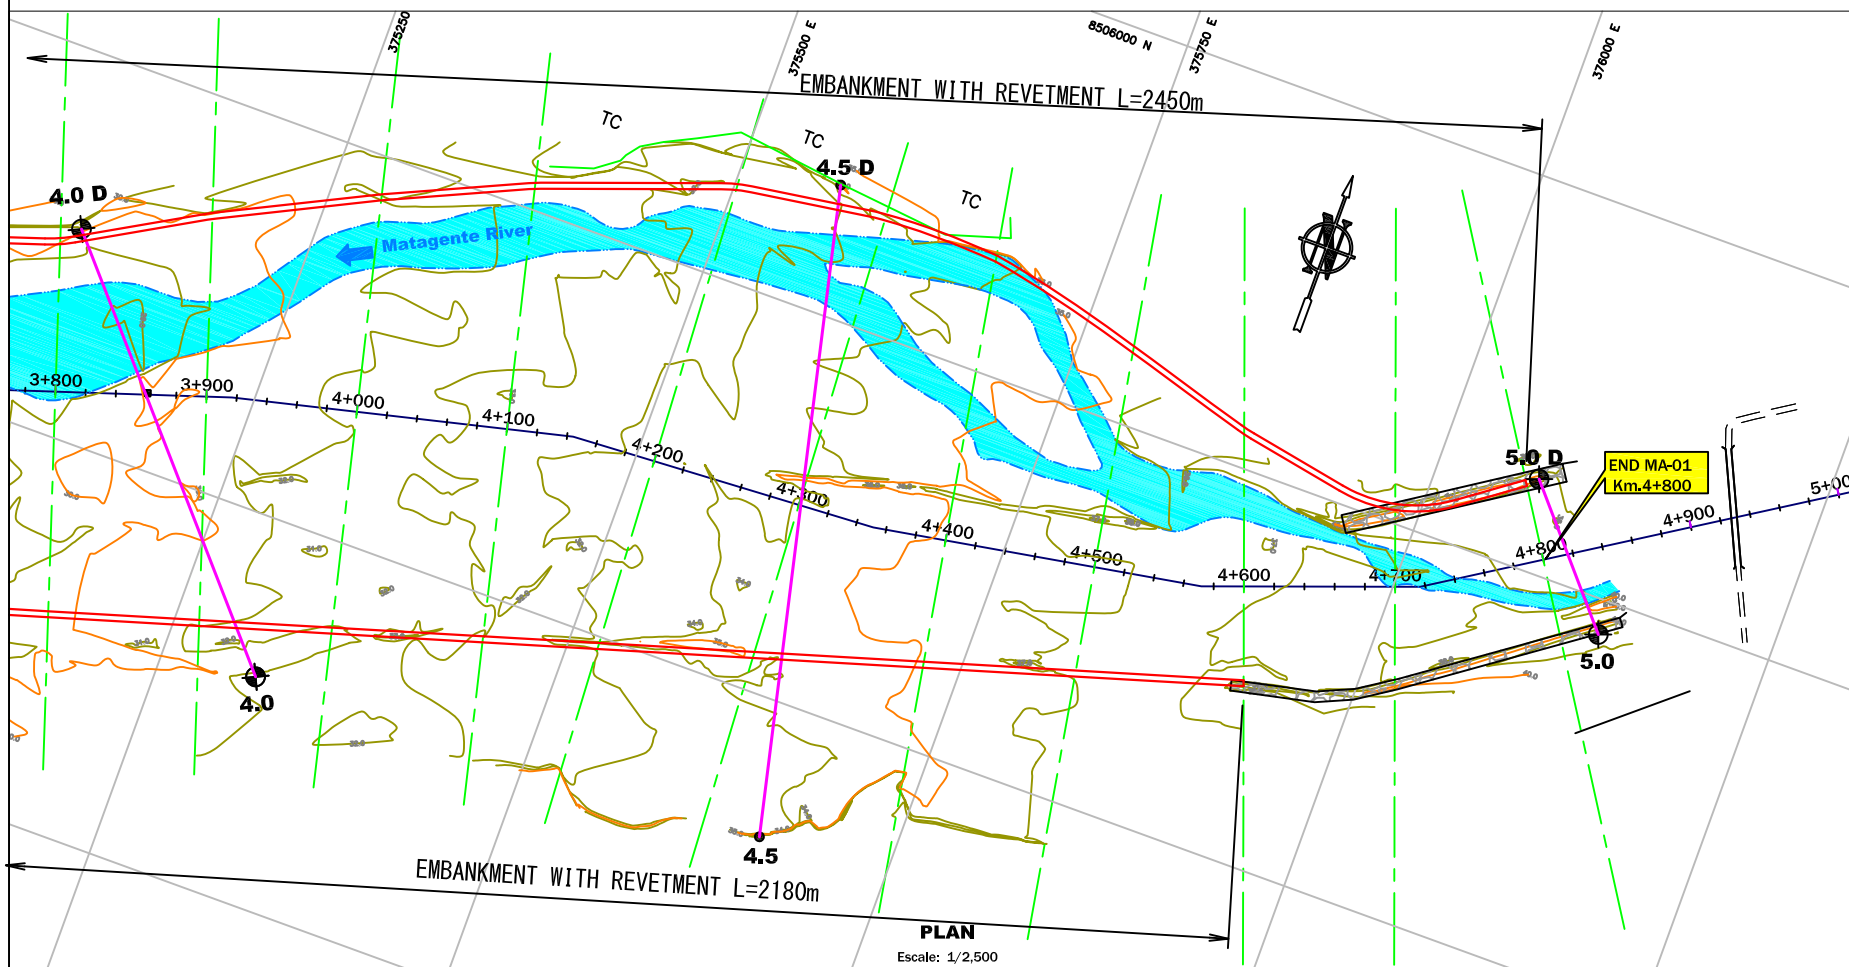 375250
375500 E
8506000 N
375750 E
376000 E
EMBANKMENT WITH REVETMENT L=2450m
TC
TC
TC
4.0 D
4.5 D
Matagente River
3+800
3+900
4+000
4+100
4+200
4+300
4+400
4+500
4+600
4+700
4+800
4+900
5+00
5.0 D
END MA-01
Km.4+800
4.0
4.5
5.0
EMBANKMENT WITH REVETMENT L=2180m
PLAN
Escale: 1/2,500